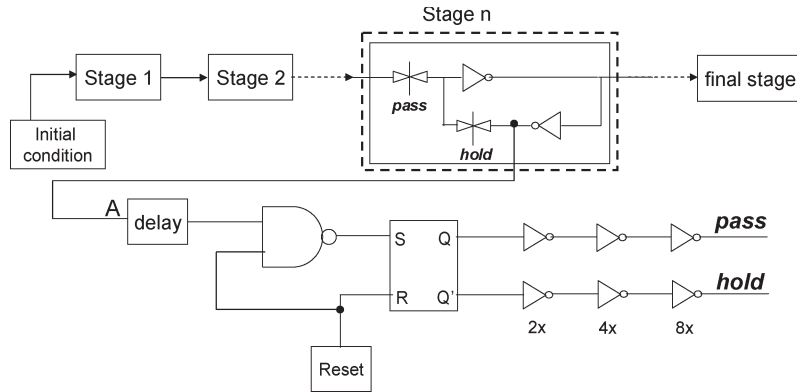 Stage n
Stage 1
Stage 2
final stage
pass
hold
Initial
condition
A
delay
S
Q
pass
R
Q'
hold
2x
4x
8x
Reset